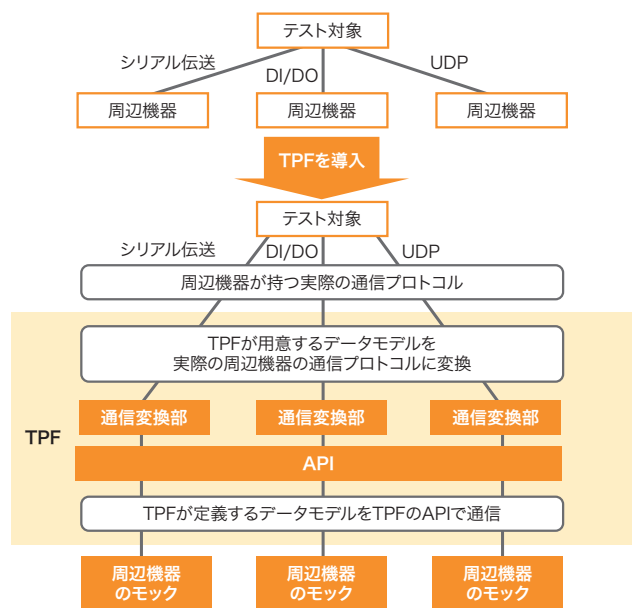 テスト対象
シリアル伝送
DI/DO
UDP
周辺機器
周辺機器
周辺機器
TPFを導入
テスト対象
シリアル伝送
DI/DO
UDP
周辺機器が持つ実際の通信プロトコル
TPFが用意するデータモデルを
実際の周辺機器の通信プロトコルに変換
通信変換部
通信変換部
通信変換部
TPF
API
TPFが定義するデータモデルをTPFのAPIで通信
周辺機器
のモック
周辺機器
のモック
周辺機器
のモック